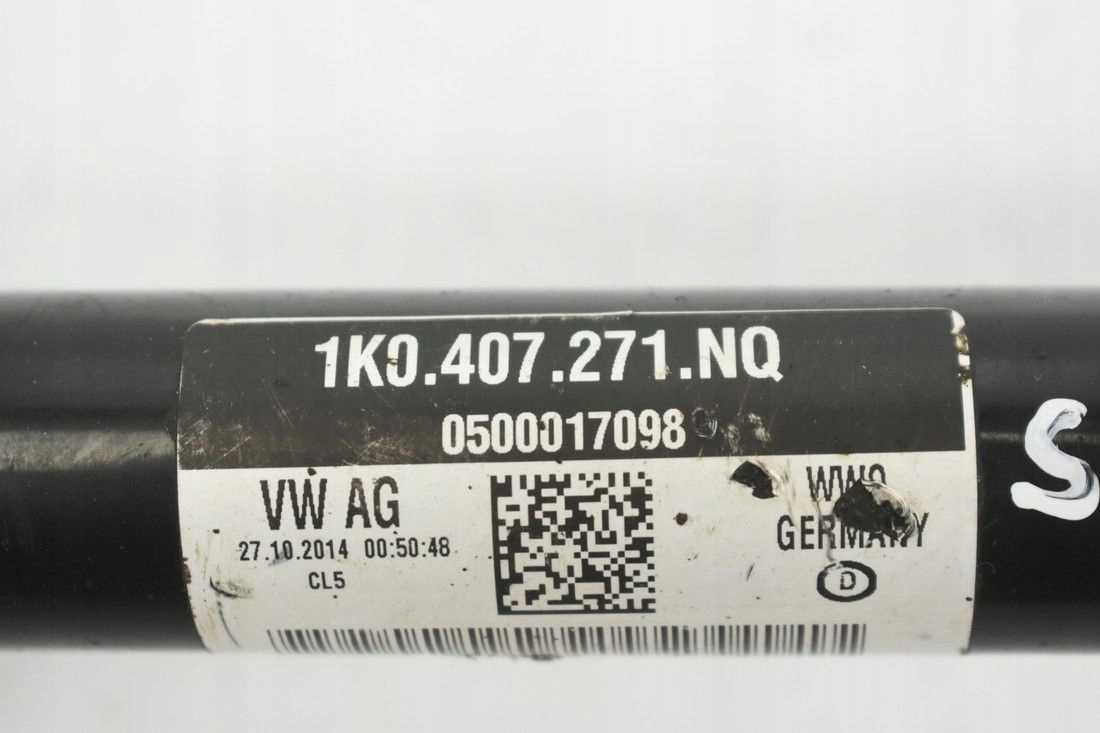 1K0.407.271.NQ
0500017098
VW AG
27.10.2014 00:50:48
CL5
GERMANY
D
S